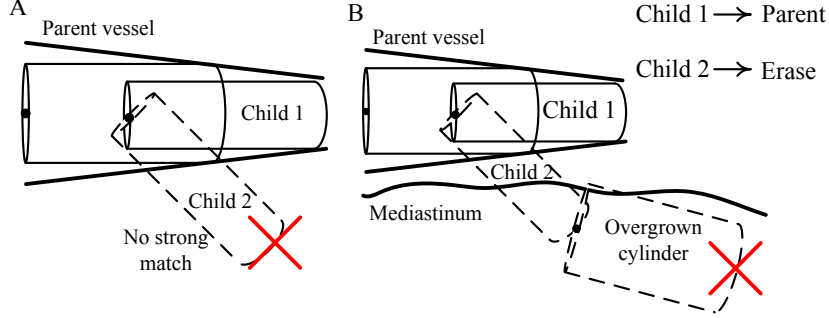 A
Parent vessel
Child 1
Child 2
No strong
match
B
Parent vessel
Child 1
Child 2
Mediastinum
Overgrown
cylinder
Child 1 → Parent
Child 2 → Erase